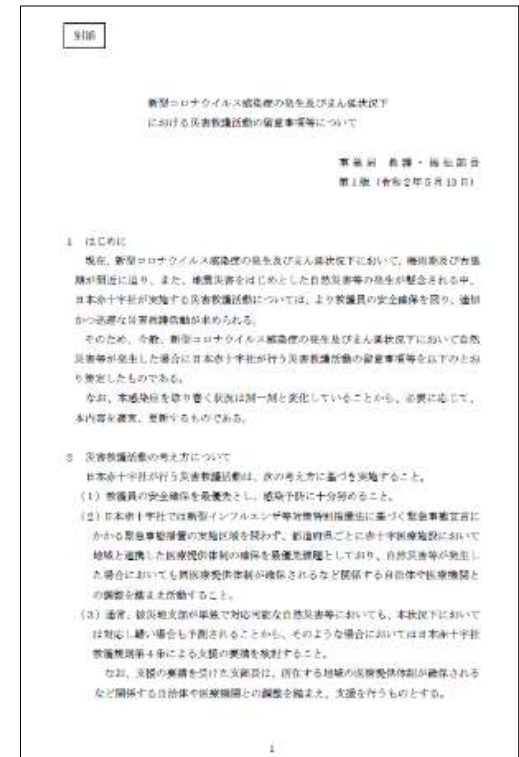 別添
新型コロナウイルス感染症の発生及びまん延状況下
における災害救護活動の留意事項等について
事業局 救護・福祉部長
第1版（令和2年5月13日）
1 はじめに
現在、新型コロナウイルス感染症の発生及びまん延状況下において、梅雨期及び台風
期が間近に迫り、また、地震災害をはじめとした自然災害等の発生が懸念される中、
日本赤十字社が実施する災害救護活動については、より救護員の安全確保を図り、適切
かつ迅速な災害救護活動が求められる。
そのため、今般、新型コロナウイルス感染症の発生及びまん延状況下において自然
災害等が発生した場合に日本赤十字社が行う災害救護活動の留意事項等を以下のとお
り策定したものである。
なお、本感染症を取り巻く状況は刻一刻と変化していることから、必要に応じて、
本内容を適宜、更新するものである。
2 災害救護活動の考え方について
日本赤十字社が行う災害救護活動は、次の考え方に基づき実施すること。
（1）救護員の安全確保を最優先とし、感染予防に十分努めること。
（2）日本赤十字社では新型インフルエンザ等対策特別措置法に基づく緊急事態宣言に
かかる緊急事態措置の実施区域を問わず、都道府県ごとに赤十字医療施設において
地域と連携した医療提供体制の確保を最優先課題としており、自然災害等が発生し
た場合においても同医療提供体制が確保されるなど関係する自治体や医療機関と
の調整を踏まえ活動すること。
（3）通常、被災地支部が単独で対応可能な自然災害等においても、本状況下において
は対応し難い場合も予測されることから、そのような場合においては日本赤十字社
救護規則第4条による支援の要請を検討すること。
なお、支援の要請を受けた支部長は、所在する地域の医療提供体制が確保される
など関係する自治体や医療機関との調整を踏まえ、支援を行うものとする。
1